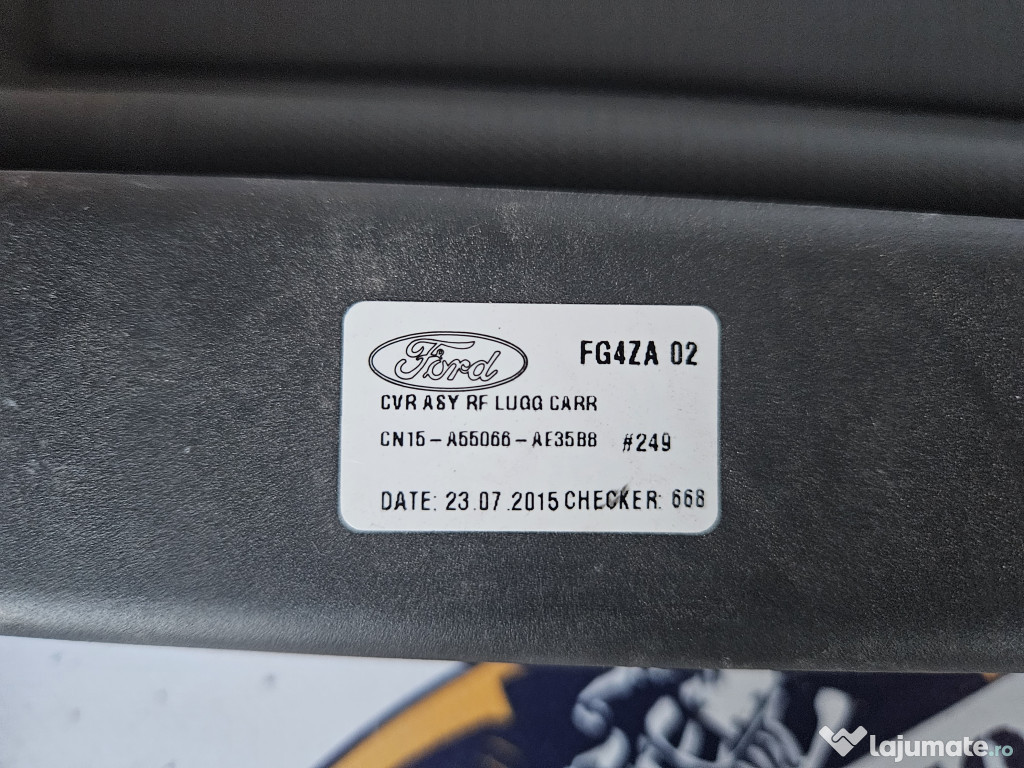 Ford
FG4ZA 02
CVR ASY RF LUGG CARR
CN15-A55066-AE35B8 #249
DATE: 23.07.2015 CHECKER: 668
lajumate.ro